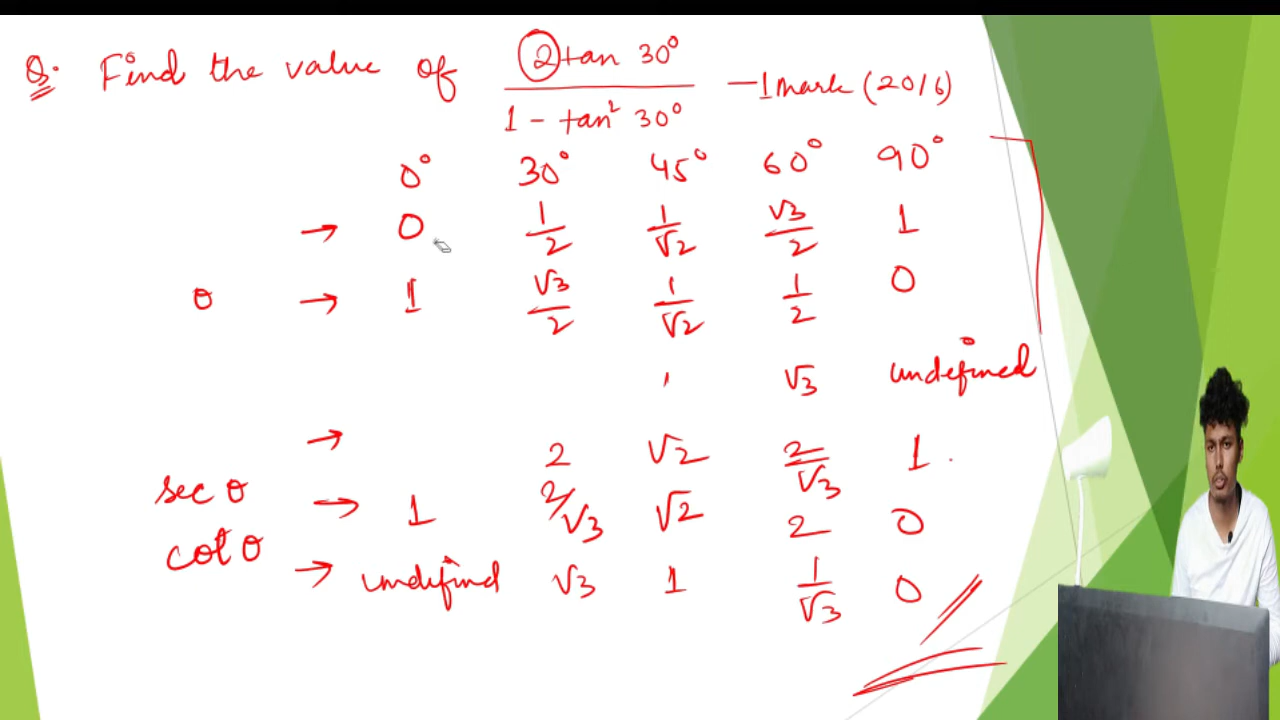 Q. Find the value of 2tan 30° / 1 - tan² 30° - 1 mark (2016)
0° 30° 45° 60° 90°
→ 0 1/2 1/√2 √3/2 1
θ → 1 √3/2 1/√2 1/2 0
√3 undefined
→ 2 √2 2/√3 1
sec θ → 1 2/√3 √2 2 0
cot θ → undefined √3 1 1/√3 0